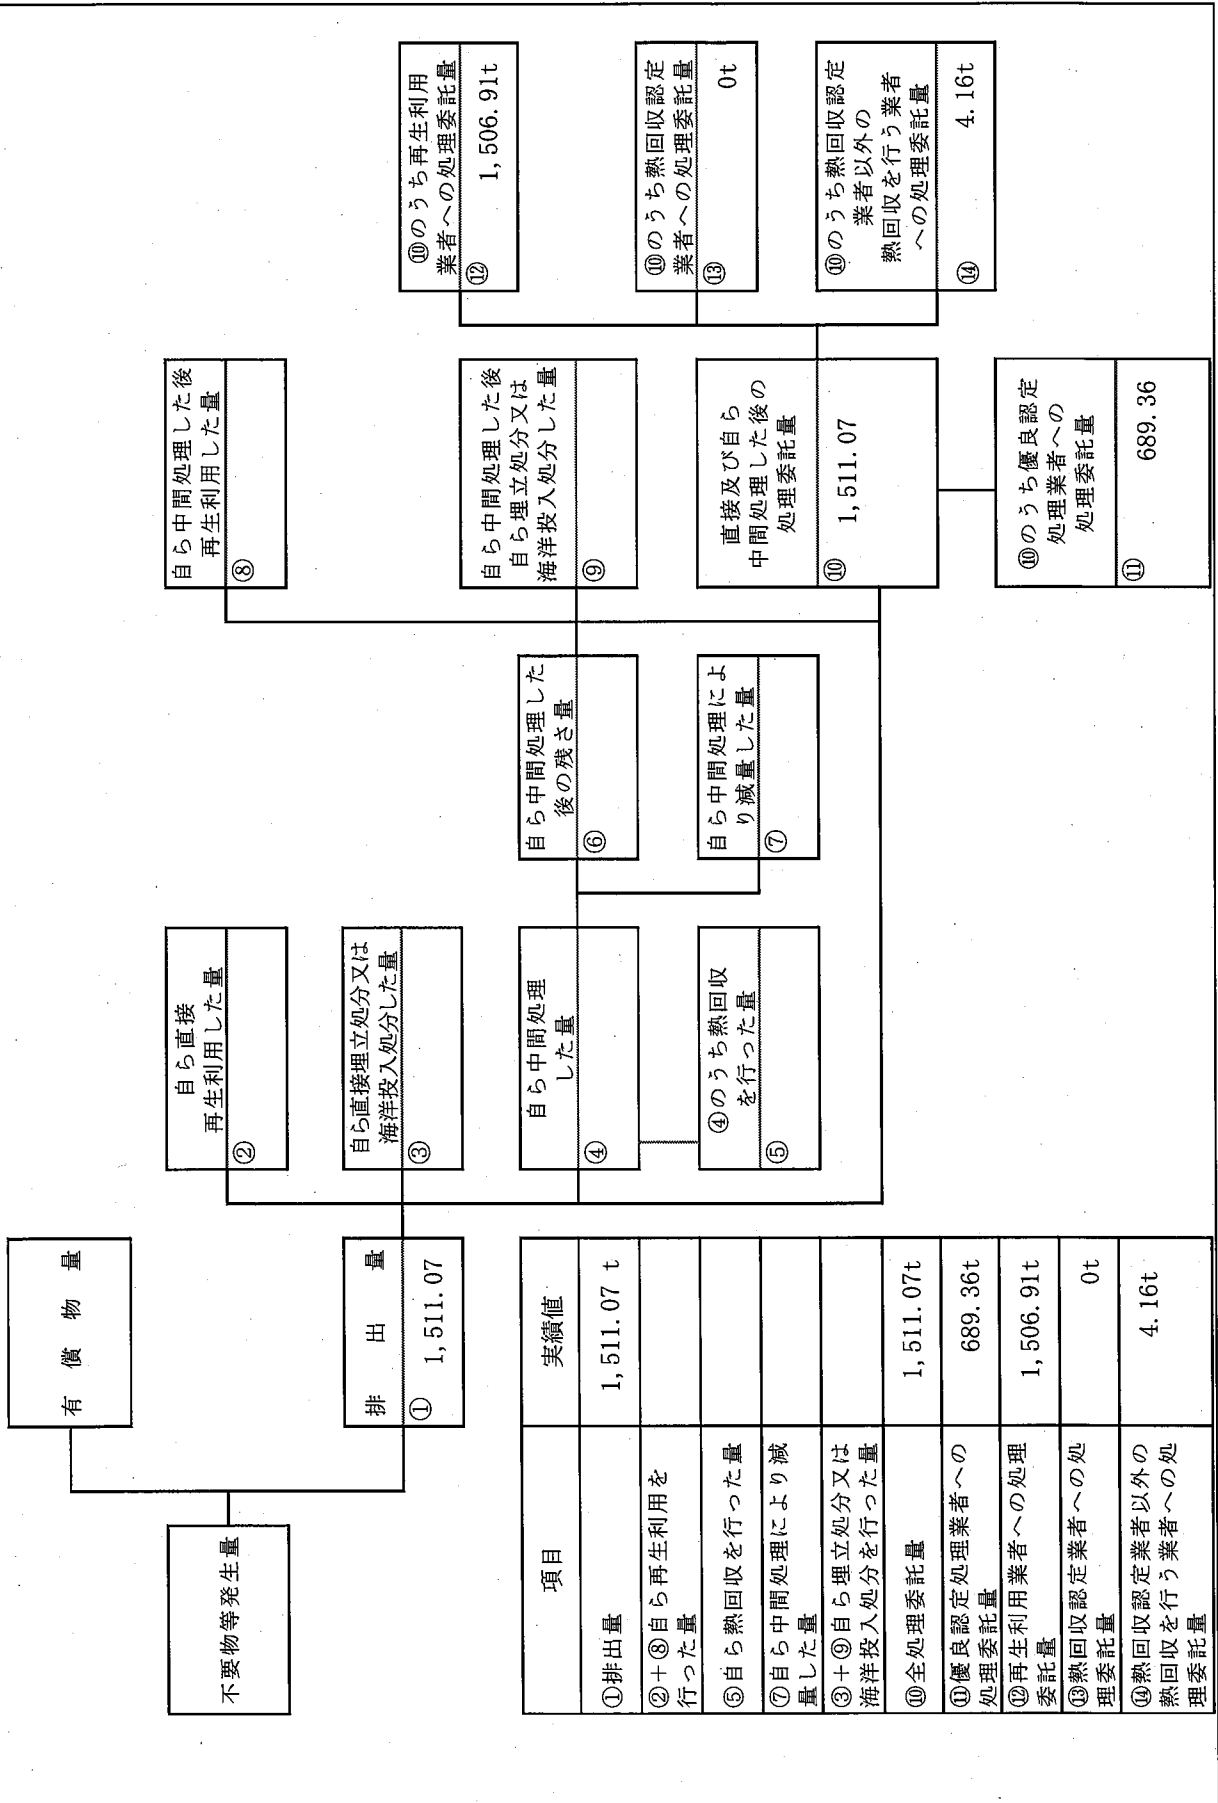 不要物等発生量
有償物量
排出量
① 1,511.07
自ら直接
再生利用した量
②
自ら直接埋立処分又は
海洋投入処分した量
③
自ら中間処理
した量
④
④のうち熱回収
を行った量
⑤
自ら中間処理した
後の残さ量
⑥
自ら中間処理によ
り減量した量
⑦
自ら中間処理した後
再生利用した量
⑧
自ら中間処理した後
自ら埋立処分又は
海洋投入処分した量
⑨
直接及び自ら
中間処理した後の
処理委託量
⑩ 1,511.07
⑩のうち優良認定
処理業者への
処理委託量
⑪ 689.36
⑩のうち再生利用
業者への処理委託量
⑫ 1,506.91t
⑩のうち熱回収認定
業者への処理委託量
⑬ 0t
⑩のうち熱回収認定
業者以外の
熱回収を行う業者
への処理委託量
⑭ 4.16t
項目 実績値
①排出量 1,511.07 t
②+⑧自ら再生利用を
行った量
⑤自ら熱回収を行った量
⑦自ら中間処理により減
量した量
③+⑨自ら埋立処分又は
海洋投入処分を行った量
⑩全処理委託量 1,511.07t
⑪優良認定処理業者への
処理委託量 689.36t
⑫再生利用業者への処理
委託量 1,506.91t
⑬熱回収認定業者への処
理委託量 0t
⑭熱回収認定業者以外の
熱回収を行う業者への処
理委託量 4.16t